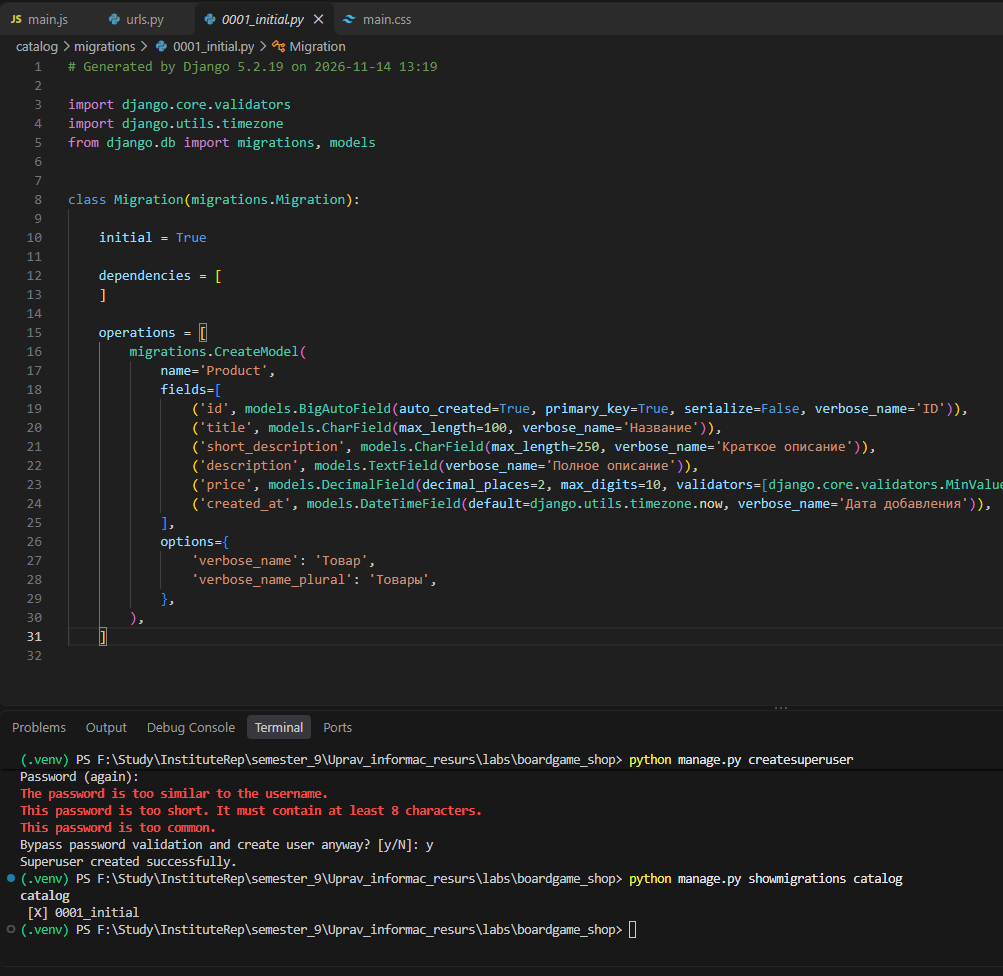 JS main.js urls.py 0001_initial.py × main.css
catalog > migrations > 0001_initial.py > Migration
1 # Generated by Django 5.2.19 on 2026-11-14 13:19
2
3 import django.core.validators
4 import django.utils.timezone
5 from django.db import migrations, models
6
7
8 class Migration(migrations.Migration):
9
10 initial = True
11
12 dependencies = [
13 ]
14
15 operations = [
16 migrations.CreateModel(
17 name='Product',
18 fields=[
19 ('id', models.BigAutoField(auto_created=True, primary_key=True, serialize=False, verbose_name='ID')),
20 ('title', models.CharField(max_length=100, verbose_name='Название')),
21 ('short_description', models.CharField(max_length=250, verbose_name='Краткое описание')),
22 ('description', models.TextField(verbose_name='Полное описание')),
23 ('price', models.DecimalField(decimal_places=2, max_digits=10, validators=[django.core.validators.MinValue
24 ('created_at', models.DateTimeField(default=django.utils.timezone.now, verbose_name='Дата добавления')),
25 ],
26 options={
27 'verbose_name': 'Товар',
28 'verbose_name_plural': 'Товары',
29 },
30 ),
31 ]
32
Problems Output Debug Console Terminal Ports
(.venv) PS F:\Study\InstituteRep\semester_9\Uprav_informac_resurs\labs\boardgame_shop> python manage.py createsuperuser
Password (again):
The password is too similar to the username.
This password is too short. It must contain at least 8 characters.
This password is too common.
Bypass password validation and create user anyway? [y/N]: y
Superuser created successfully.
(.venv) PS F:\Study\InstituteRep\semester_9\Uprav_informac_resurs\labs\boardgame_shop> python manage.py showmigrations catalog
catalog
[X] 0001_initial
(.venv) PS F:\Study\InstituteRep\semester_9\Uprav_informac_resurs\labs\boardgame_shop>